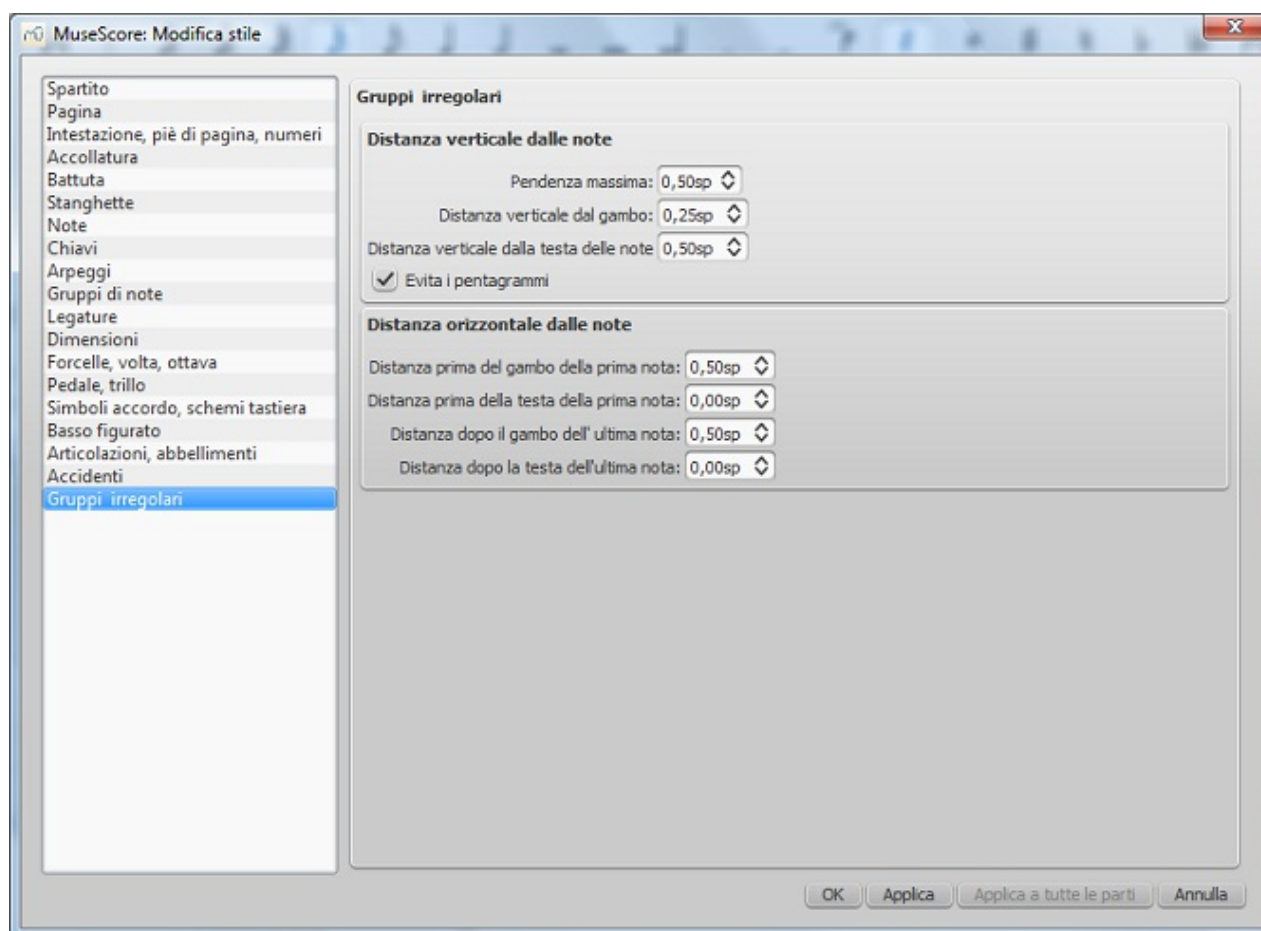 MuseScore: Modifica stile
Spartito
Pagina
Intestazione, piè di pagina, numeri
Accollatura
Battuta
Stanghette
Note
Chiavi
Arpeggi
Gruppi di note
Legature
Dimensioni
Forcelle, volta, ottava
Pedale, trillo
Simboli accordo, schemi tastiera
Basso figurato
Articolazioni, abbellimenti
Accidenti
Gruppi irregolari
Gruppi irregolari
Distanza verticale dalle note
Pendenza massima: 0,50sp
Distanza verticale dal gambo: 0,25sp
Distanza verticale dalla testa delle note 0,50sp
Evita i pentagrammi
Distanza orizzontale dalle note
Distanza prima del gambo della prima nota: 0,50sp
Distanza prima della testa della prima nota: 0,00sp
Distanza dopo il gambo dell' ultima nota: 0,50sp
Distanza dopo la testa dell'ultima nota: 0,00sp
OK Applica Applica a tutte le parti Annulla